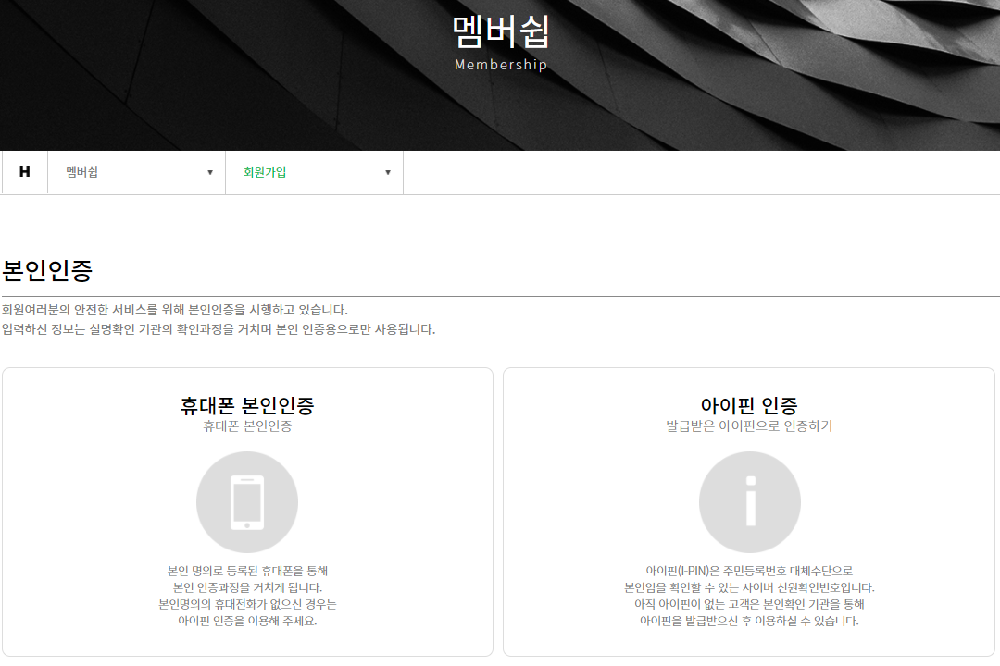 멤버쉽
Membership
H
멤버쉽 ▼
회원가입 ▼
본인인증
회원여러분의 안전한 서비스를 위해 본인인증을 시행하고 있습니다.
입력하신 정보는 실명확인 기관의 확인과정을 거치며 본인 인증용으로만 사용됩니다.
휴대폰 본인인증
휴대폰 본인인증
본인 명의로 등록된 휴대폰을 통해
본인 인증과정을 거치게 됩니다.
본인명의의 휴대전화가 없으신 경우는
아이핀 인증을 이용해 주세요.
아이핀 인증
발급받은 아이핀으로 인증하기
i
아이핀(I-PIN)은 주민등록번호 대체수단으로
본인임을 확인할 수 있는 사이버 신원확인번호입니다.
아직 아이핀이 없는 고객은 본인확인 기관을 통해
아이핀을 발급받으신 후 이용하실 수 있습니다.